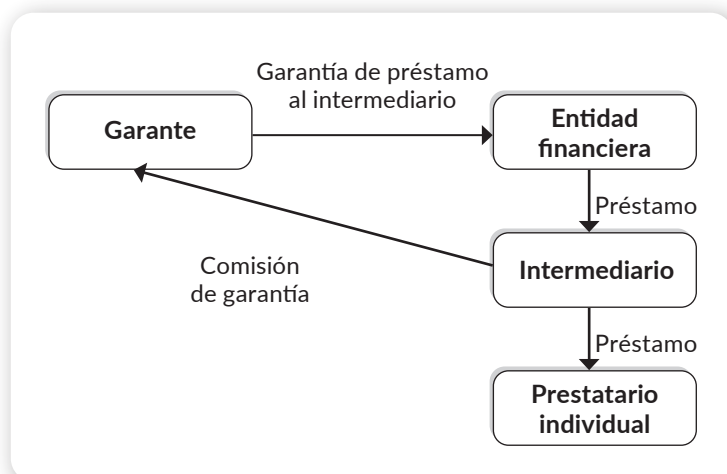 Garantía de préstamo
al intermediario
Garante
Entidad
financiera
Préstamo
Intermediario
Comisión
de garantía
Préstamo
Prestatario
individual